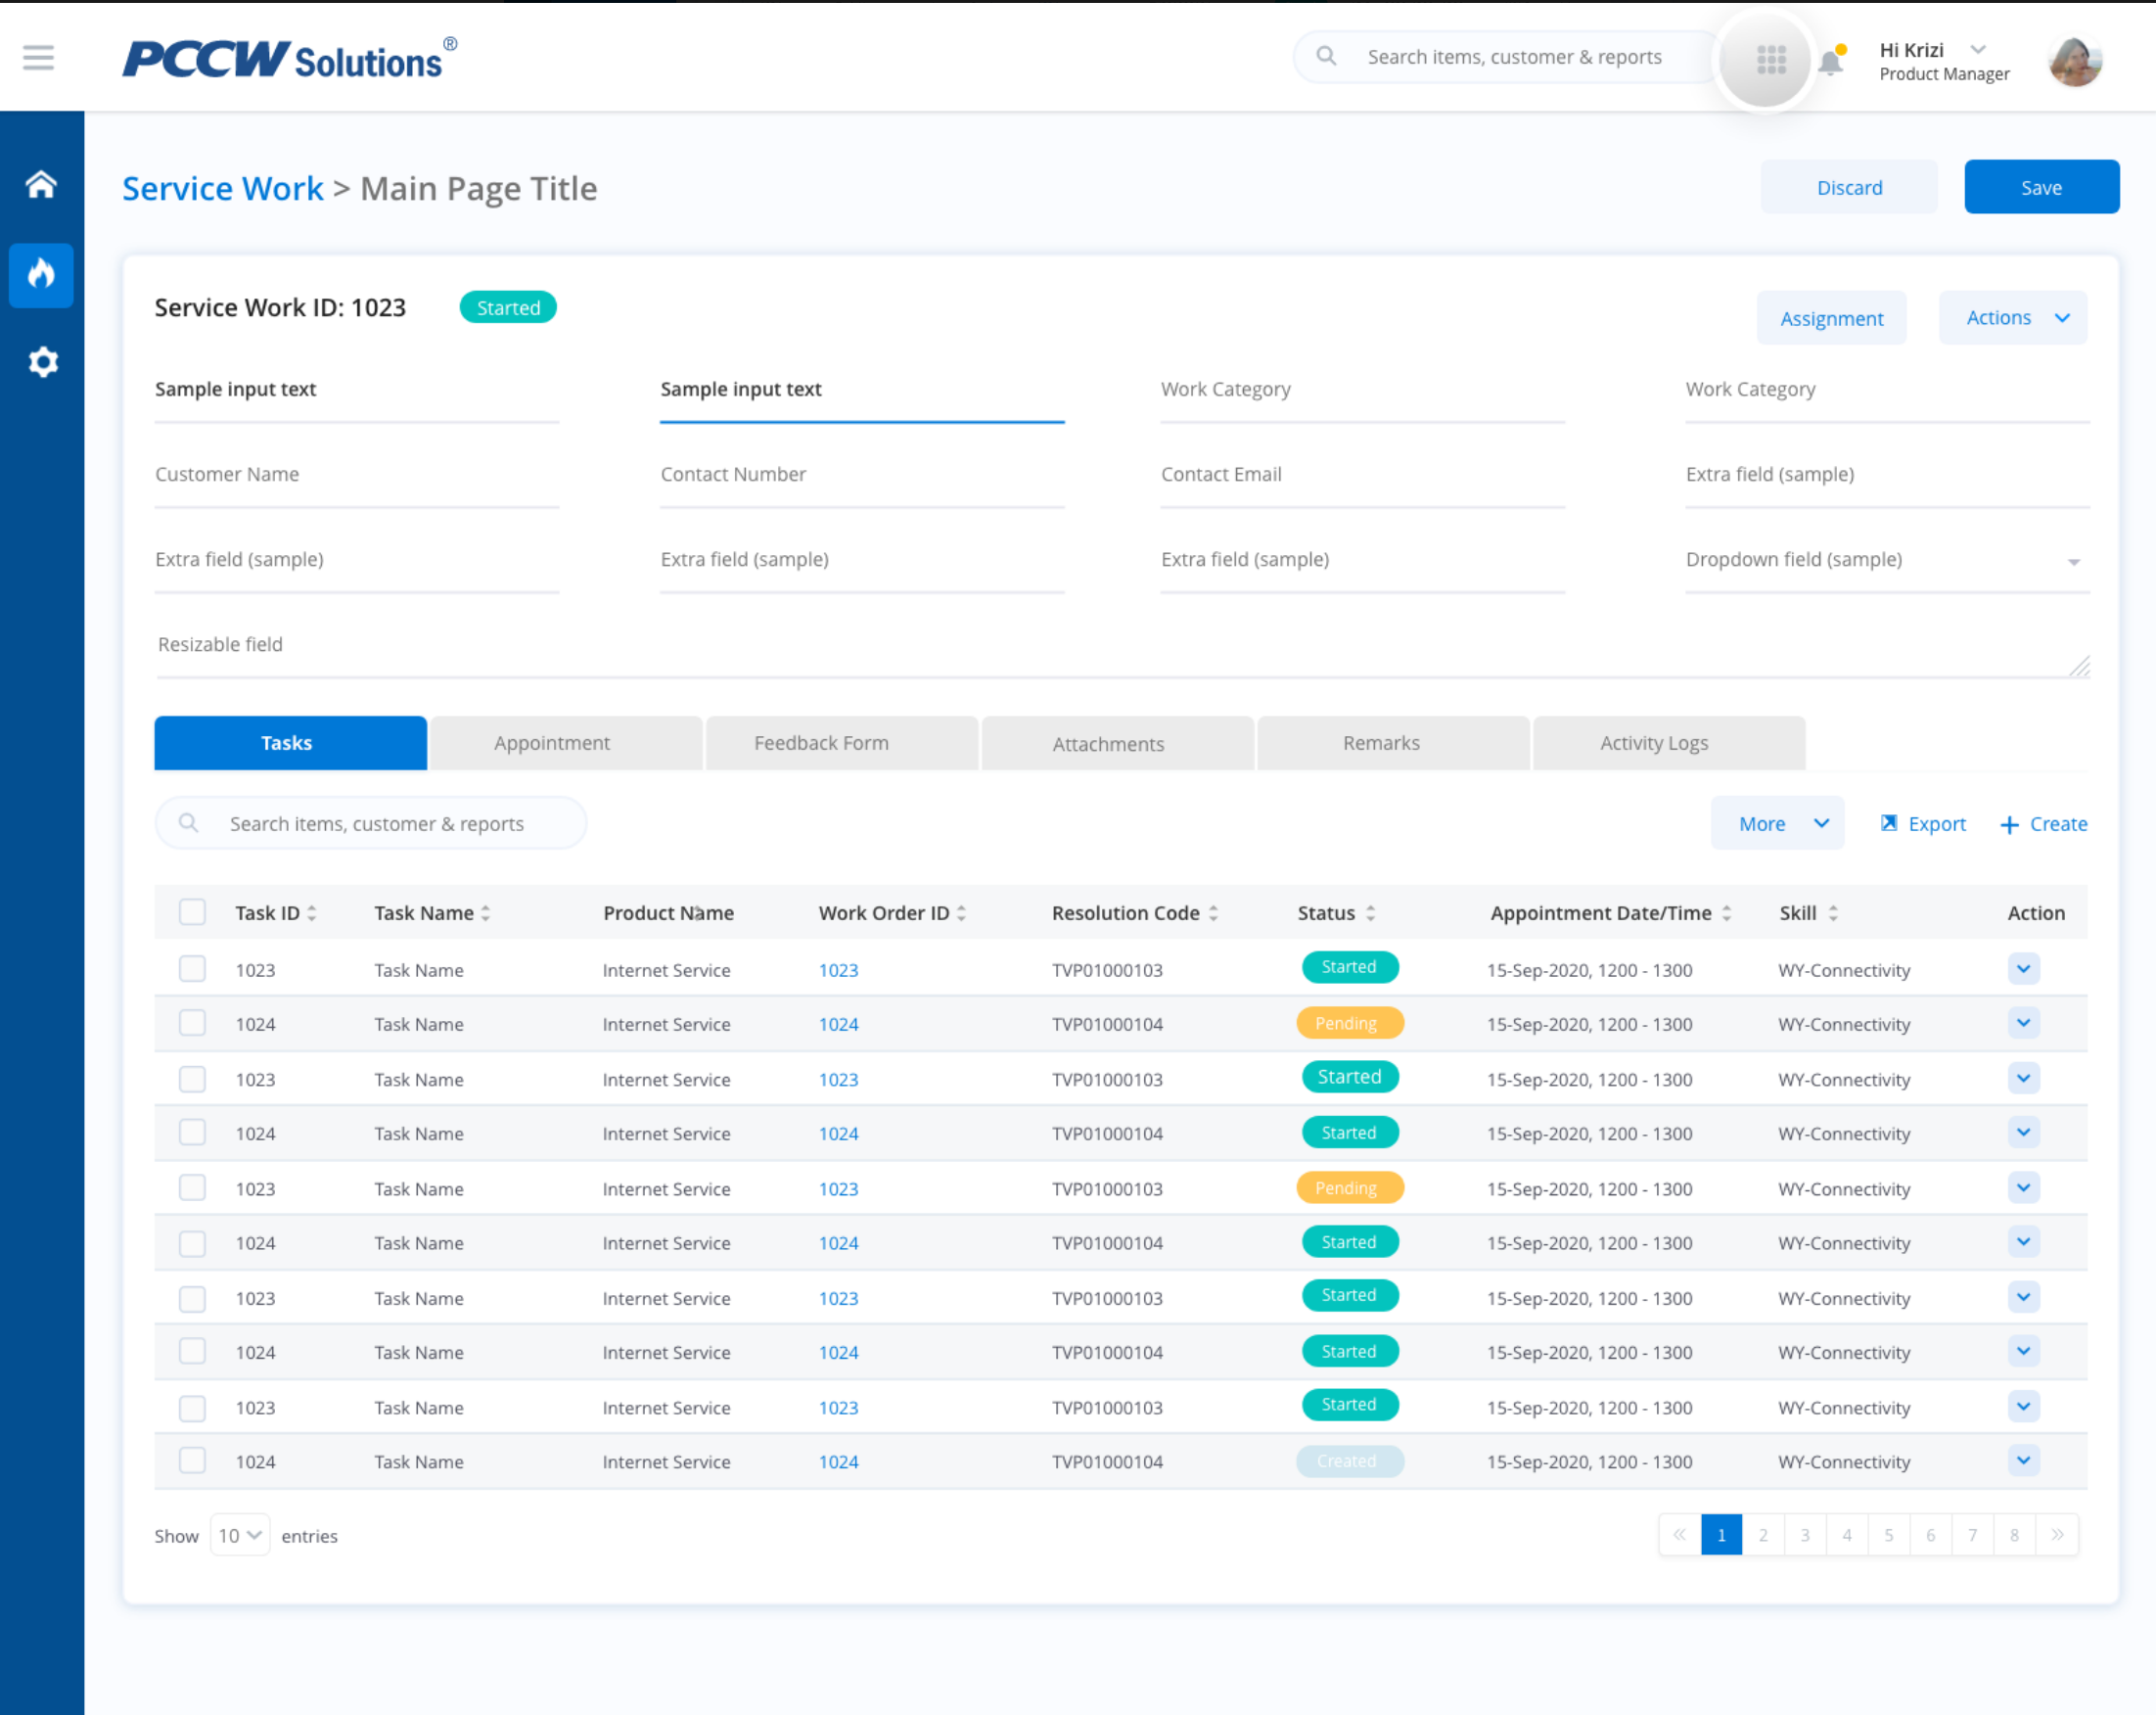 PCCW Solutions®
Search items, customer & reports
Hi Krizi
Product Manager
Service Work > Main Page Title
Discard
Save
Service Work ID: 1023
Started
Assignment
Actions
Sample input text
Sample input text
Work Category
Work Category
Customer Name
Contact Number
Contact Email
Extra field (sample)
Extra field (sample)
Extra field (sample)
Extra field (sample)
Dropdown field (sample)
Resizable field
Tasks
Appointment
Feedback Form
Attachments
Remarks
Activity Logs
Search items, customer & reports
More
Export
+ Create
Task ID Task Name Product Name Work Order ID Resolution Code Status Appointment Date/Time Skill Action
1023 Task Name Internet Service 1023 TVP01000103 Started 15-Sep-2020, 1200 - 1300 WY-Connectivity
1024 Task Name Internet Service 1024 TVP01000104 Pending 15-Sep-2020, 1200 - 1300 WY-Connectivity
1023 Task Name Internet Service 1023 TVP01000103 Started 15-Sep-2020, 1200 - 1300 WY-Connectivity
1024 Task Name Internet Service 1024 TVP01000104 Started 15-Sep-2020, 1200 - 1300 WY-Connectivity
1023 Task Name Internet Service 1023 TVP01000103 Pending 15-Sep-2020, 1200 - 1300 WY-Connectivity
1024 Task Name Internet Service 1024 TVP01000104 Started 15-Sep-2020, 1200 - 1300 WY-Connectivity
1023 Task Name Internet Service 1023 TVP01000103 Started 15-Sep-2020, 1200 - 1300 WY-Connectivity
1024 Task Name Internet Service 1024 TVP01000104 Started 15-Sep-2020, 1200 - 1300 WY-Connectivity
1023 Task Name Internet Service 1023 TVP01000103 Started 15-Sep-2020, 1200 - 1300 WY-Connectivity
1024 Task Name Internet Service 1024 TVP01000104 Created 15-Sep-2020, 1200 - 1300 WY-Connectivity
Show 10 entries
« 1 2 3 4 5 6 7 8 »